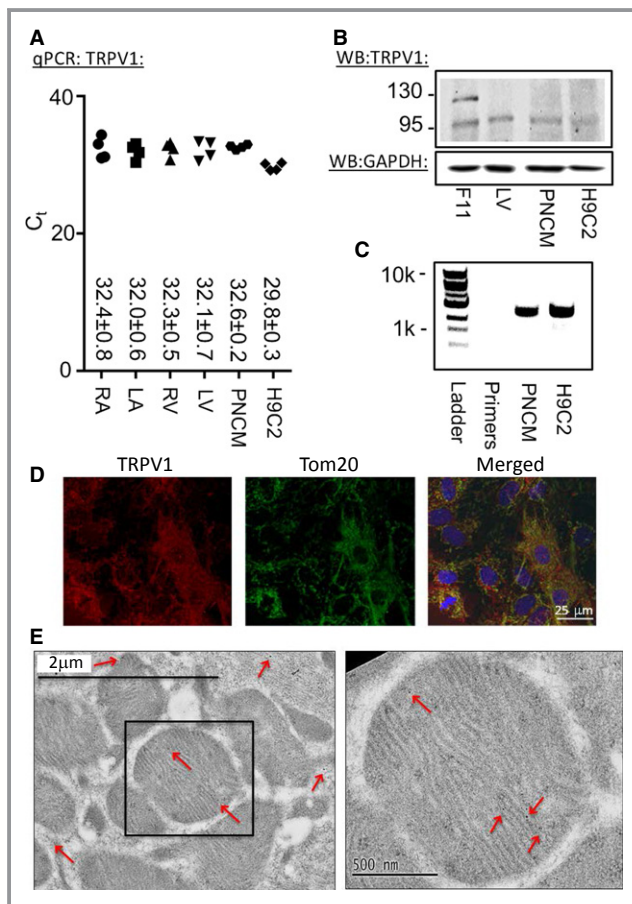 A
qPCR: TRPV1:
40
20
0
Ct
32.4±0.8
32.0±0.6
32.3±0.5
32.1±0.7
32.6±0.2
29.8±0.3
RA
LA
RV
LV
PNCM
H9C2
B
WB:TRPV1:
130 -
95 -
WB:GAPDH:
F11
LV
PNCM
H9C2
C
10k -
1k -
Ladder
Primers
PNCM
H9C2
D
TRPV1
Tom20
Merged
25 μm
E
2μm
500 nm